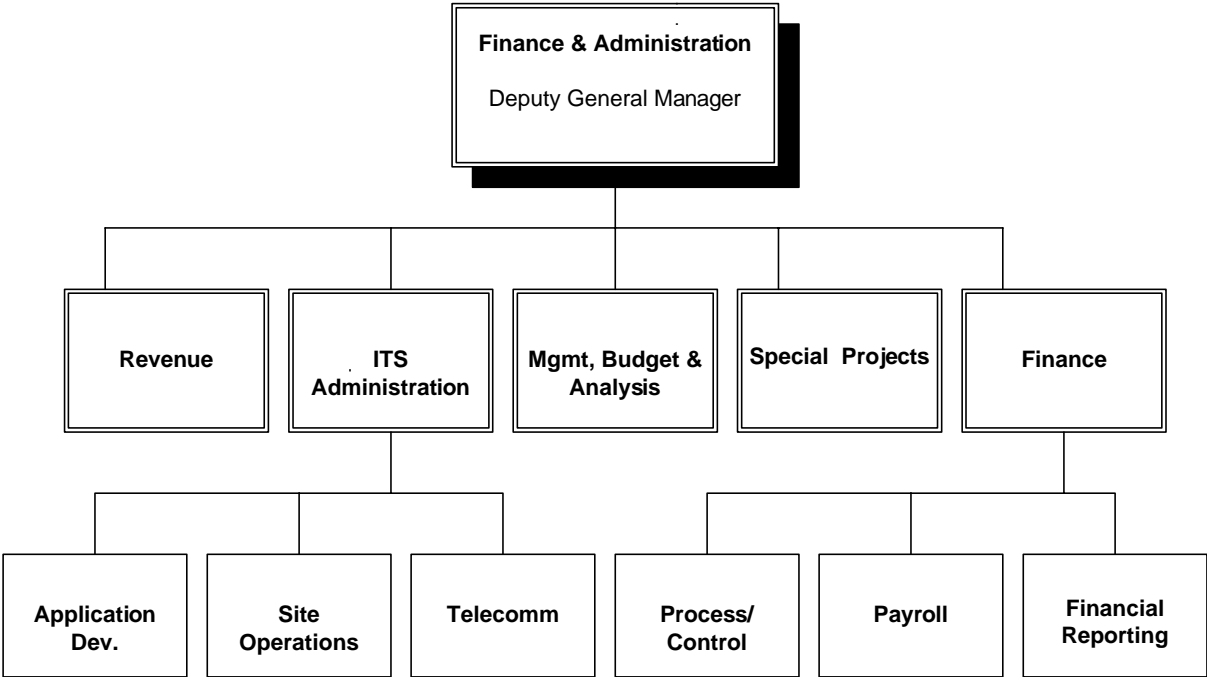 Finance & Administration
Deputy General Manager
Revenue
ITS
Administration
Mgmt, Budget &
Analysis
Special Projects
Finance
Application
Dev.
Site
Operations
Telecomm
Process/
Control
Payroll
Financial
Reporting